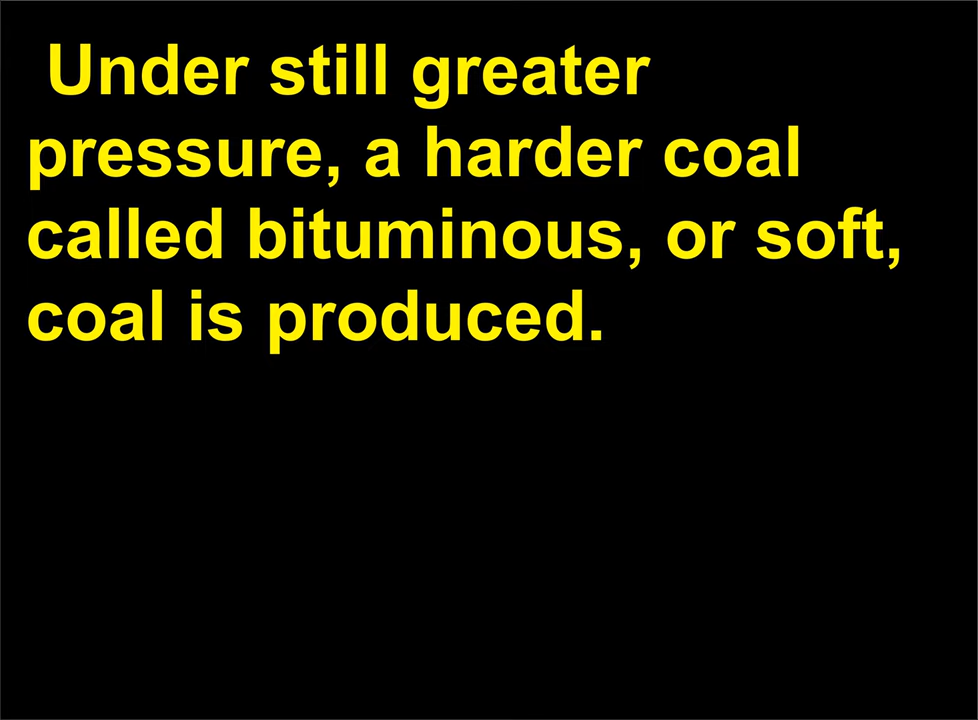 Under still greater
pressure, a harder coal
called bituminous, or soft,
coal is produced.